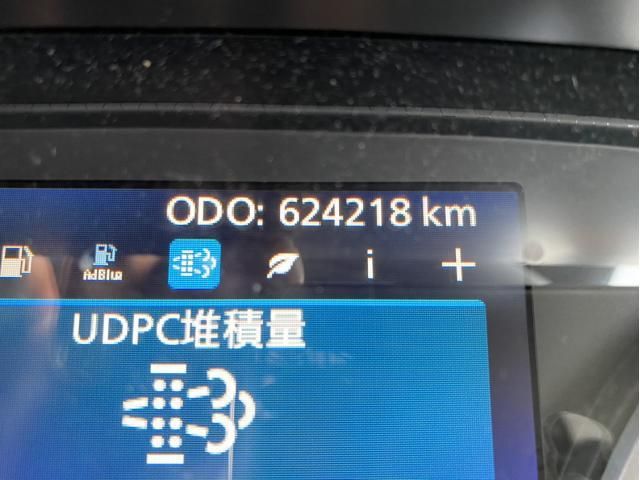 ODO: 624218 km
AdBlue
i
UDPC堆積量